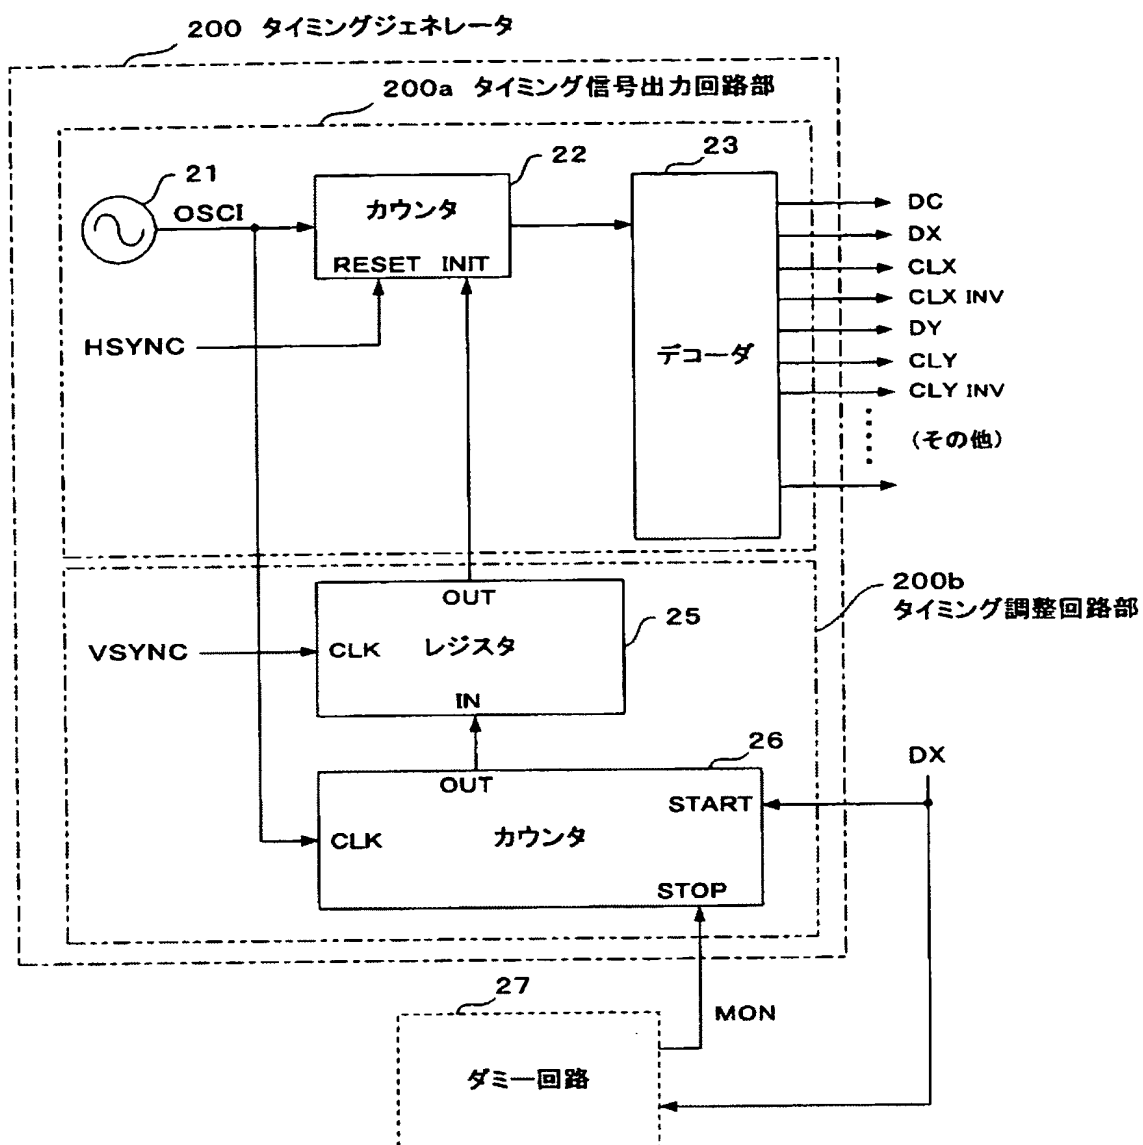 200 タイミングジェネレータ
200a タイミング信号出力回路部
21
OSCI
22
カウンタ
RESET INIT
HSYNC
23
デコーダ
DC
DX
CLX
CLX INV
DY
CLY
CLY INV
(その他)
200b
タイミング調整回路部
OUT
25
VSYNC
CLK レジスタ
IN
26
DX
OUT
START
CLK カウンタ
STOP
27
MON
ダミー回路